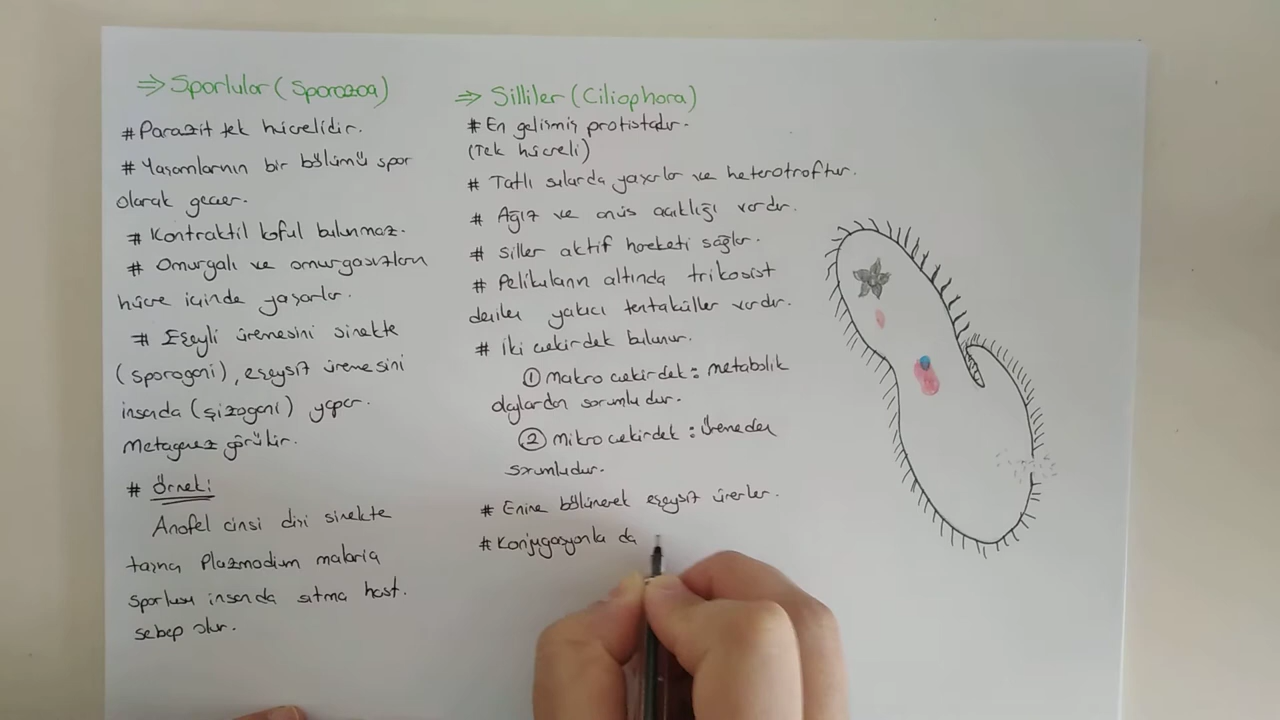 ⇒ Sporlular (Sporozoa)
# Parazit tek hücrelidir.
# Yaşamlarının bir bölümü spor
olarak geçer.
# Kontraktil koful bulunmaz.
# Omurgalı ve omurgasızların
hücre içinde yaşarlar.
# Eşeyli üremesini sinekte
(sporogoni), eşeysiz üremesini
insanda (şizogoni) yapar.
Metagenez görülür.
# Örnek:
Anofel cinsi dişi sinekte
taşınan Plazmodium malaria
sporlusu insanda sıtma hast.
sebep olur.
⇒ Silliler (Ciliophora)
# En gelişmiş protistadır.
(Tek hücreli)
# Tatlı sularda yaşarlar ve heterotroftur.
# Ağız ve anüs açıklığı vardır.
# Siller aktif hareketi sağlar.
# Pelikulanın altında trikosist
denilen yakıcı tentaküller vardır.
# İki çekirdek bulunur.
① Makro çekirdek: metabolik
olaylardan sorumludur.
② Mikro çekirdek: Üremeden
sorumludur.
# Enine bölünerek eşeysiz ürerler.
# Konjugasyonla da